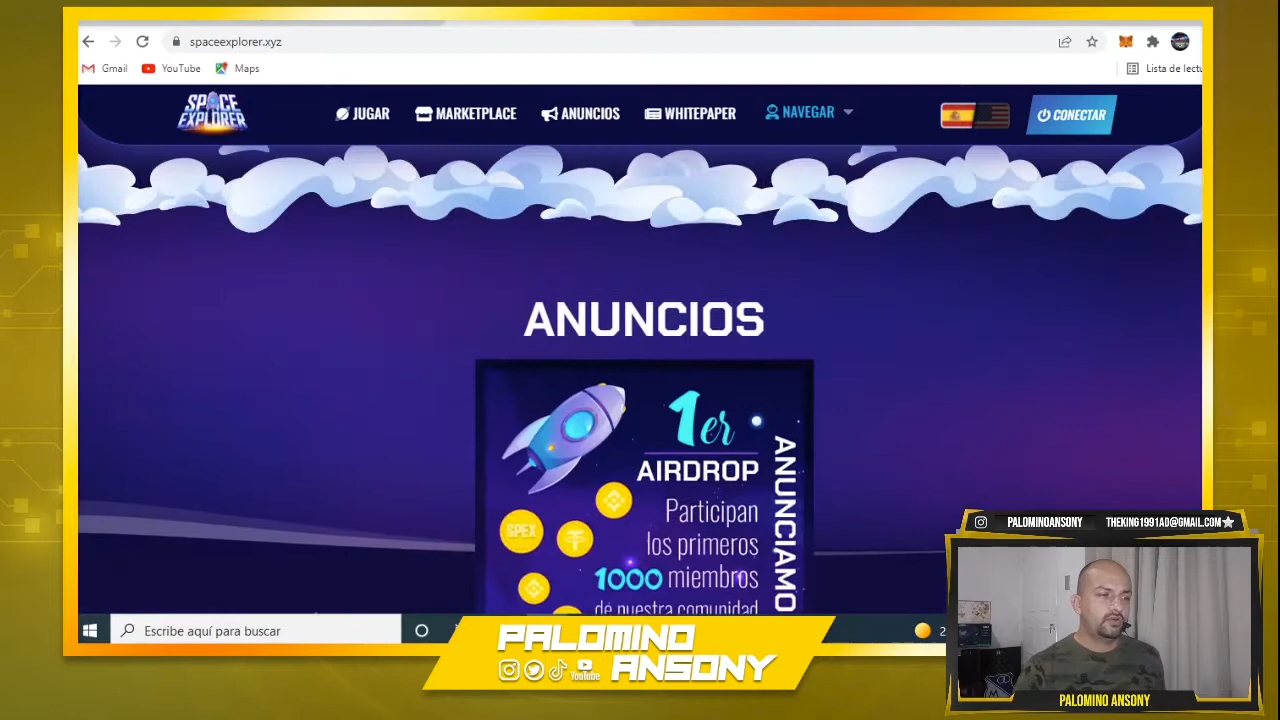 spaceexplorer.xyz
Gmail YouTube Maps
Lista de lectu
SPACE
EXPLORER
JUGAR MARKETPLACE ANUNCIOS WHITEPAPER NAVEGAR CONECTAR
ANUNCIOS
1er
AIRDROP
Participan
los primeros
1000 miembros
de nuestra comunidad
ANUNCIAMO
SPEX
Escribe aquí para buscar
2
PALOMINO
ANSONY
YouTube
PALOMINOANSONY THEKING1991AD@GMAIL.COM
PALOMINO ANSONY